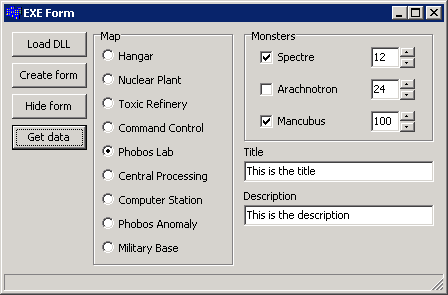 EXE Form
Load DLL
Create form
Hide form
Get data
Map
Hangar
Nuclear Plant
Toxic Refinery
Command Control
Phobos Lab
Central Processing
Computer Station
Phobos Anomaly
Military Base
Monsters
Spectre 12
Arachnotron 24
Mancubus 100
Title
This is the title
Description
This is the description